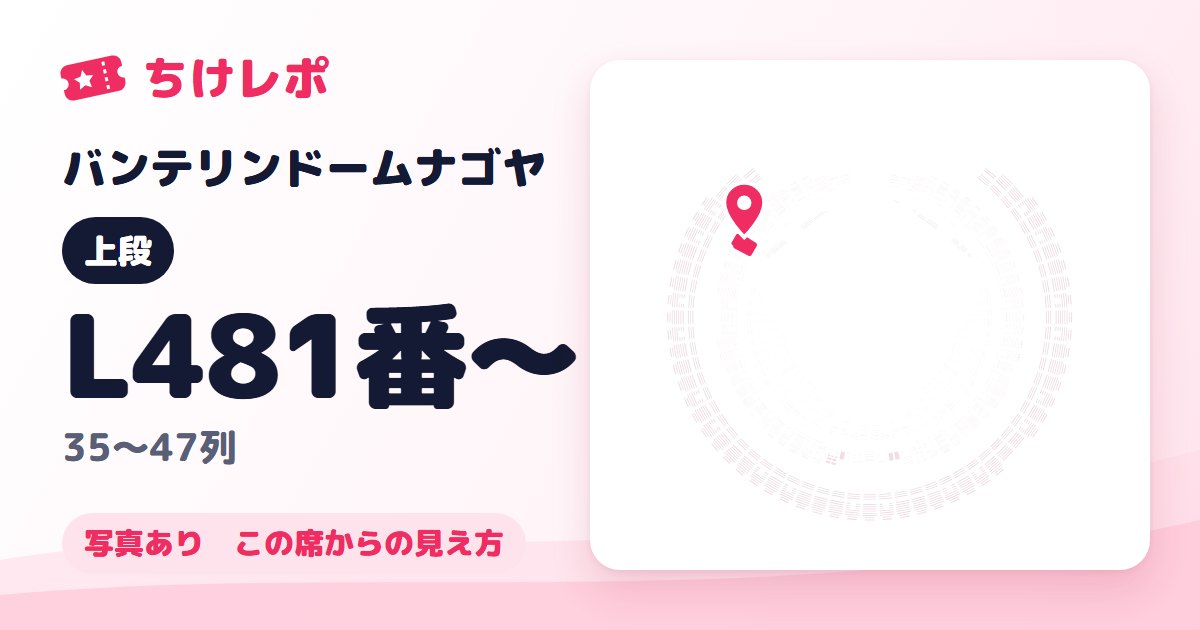 ちけレポ
バンテリンドームナゴヤ
上段
L481番〜
35〜47列
写真あり　この席からの見え方